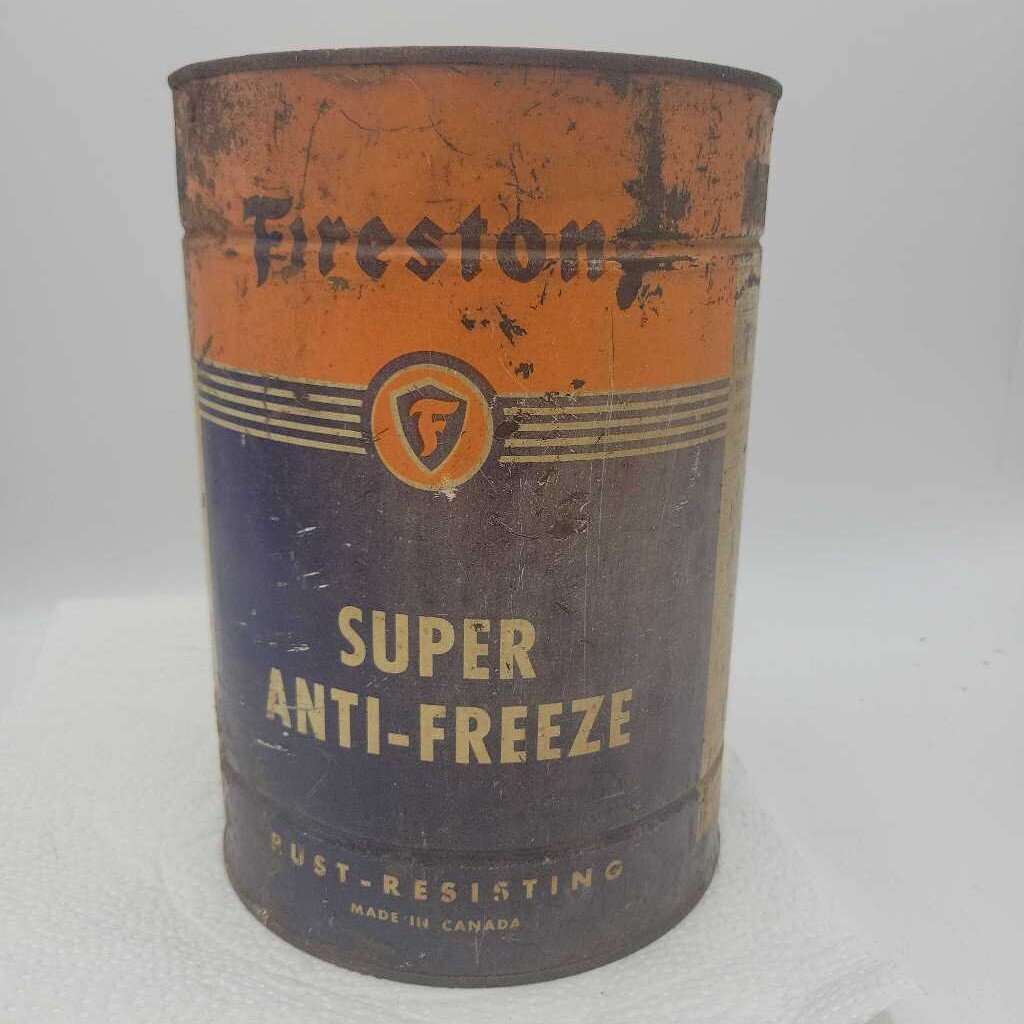 Firestone
F
SUPER
ANTI-FREEZE
RUST-RESISTING
MADE IN CANADA